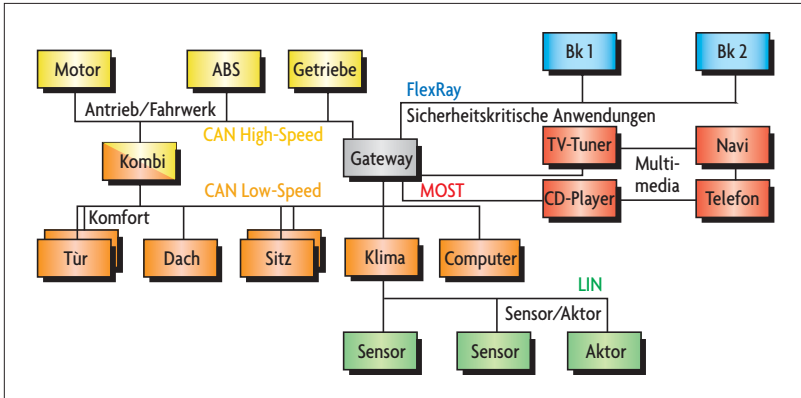 Motor
ABS
Getriebe
Bk 1
Bk 2
FlexRay
Antrieb/Fahrwerk
Sicherheitskritische Anwendungen
CAN High-Speed
Kombi
Gateway
TV-Tuner
Navi
Multi-
media
CAN Low-Speed
MOST
CD-Player
Telefon
Komfort
Tür
Dach
Sitz
Klima
Computer
LIN
Sensor/Aktor
Sensor
Sensor
Aktor